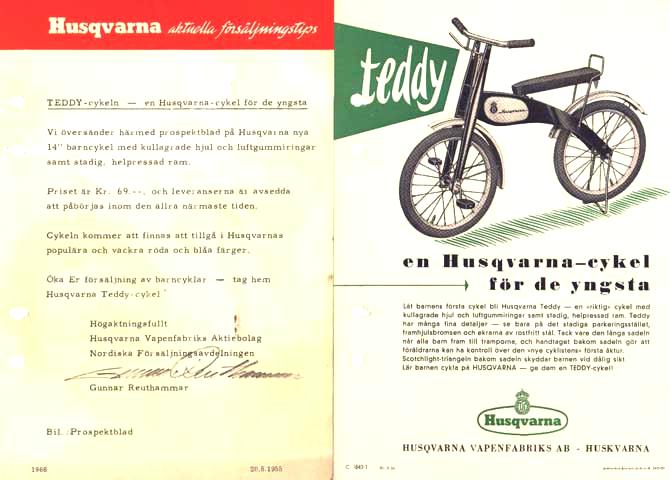 Husqvarna aktuella försäljningstips
TEDDY-cykeln — en Husqvarna-cykel för de yngsta
Vi översänder härmed prospektblad på Husqvarna nya
14" barncykel med kullagrade hjul och luftgummiringar
samt stadig, helpressad ram.
Priset är Kr. 69.--, och leveranserna är avsedda
att påbörjas inom den allra närmaste tiden.
Cykeln kommer att finnas att tillgå i Husqvarnas
populära och vackra röda och blåa färger.
Öka Er försäljning av barncyklar — tag hem
Husqvarna Teddy-cykel
Högaktningsfullt
Husqvarna Vapenfabriks Aktiebolag
Nordiska Försäljningsavdelningen
Gunnar Reuthammar
Bil. Prospektblad
1966
20.5.1955
teddy
Husqvarna
en Husqvarna-cykel
för de yngsta
Låt barnens första cykel bli Husqvarna Teddy — en »riktig» cykel med
kullagrade hjul och luftgummiringar samt stadig, helpressad ram. Teddy
har många fina detaljer — se bara på det stadiga parkeringsstället,
framhjulsbromsen och ekrarna av rostfritt stål. Tack vare den långa sadeln
når alla barn fram till tramporna, och handtaget bakom sadeln gör att
föräldrarna kan ha kontroll över den »nye cyklistens» första åktur.
Scotchlight-triangeln bakom sadeln skyddar barnen vid dålig sikt.
Lär barnen cykla på HUSQVARNA — ge dem en TEDDY-cykel!
Husqvarna
HUSQVARNA VAPENFABRIKS AB - HUSKVARNA